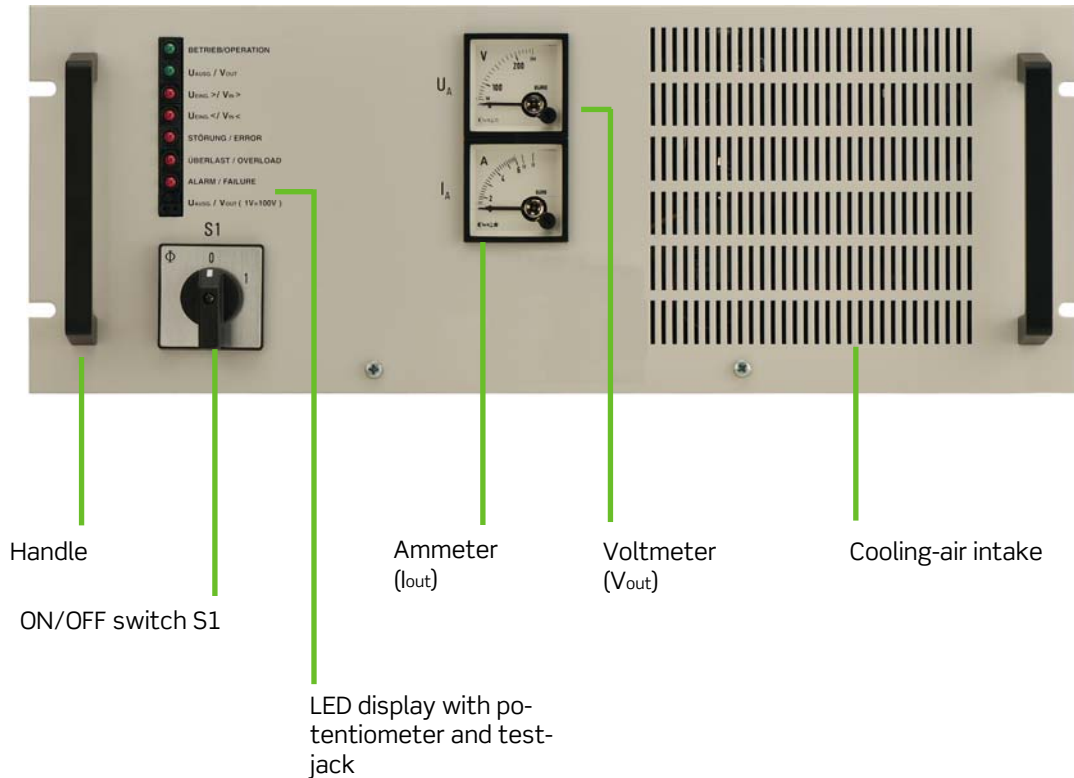 BETRIEB/OPERATION
UAUSG. / VOUT
UEING. >/ VIN >
UEING. </ VIN <
STÖRUNG / ERROR
ÜBERLAST / OVERLOAD
ALARM / FAILURE
UAUSG. / VOUT ( 1V=100V )
S1
0
1
UA
V
100
200
IA
A
2
Handle
ON/OFF switch S1
LED display with po-
tentiometer and test-
jack
Ammeter
(Iout)
Voltmeter
(Vout)
Cooling-air intake